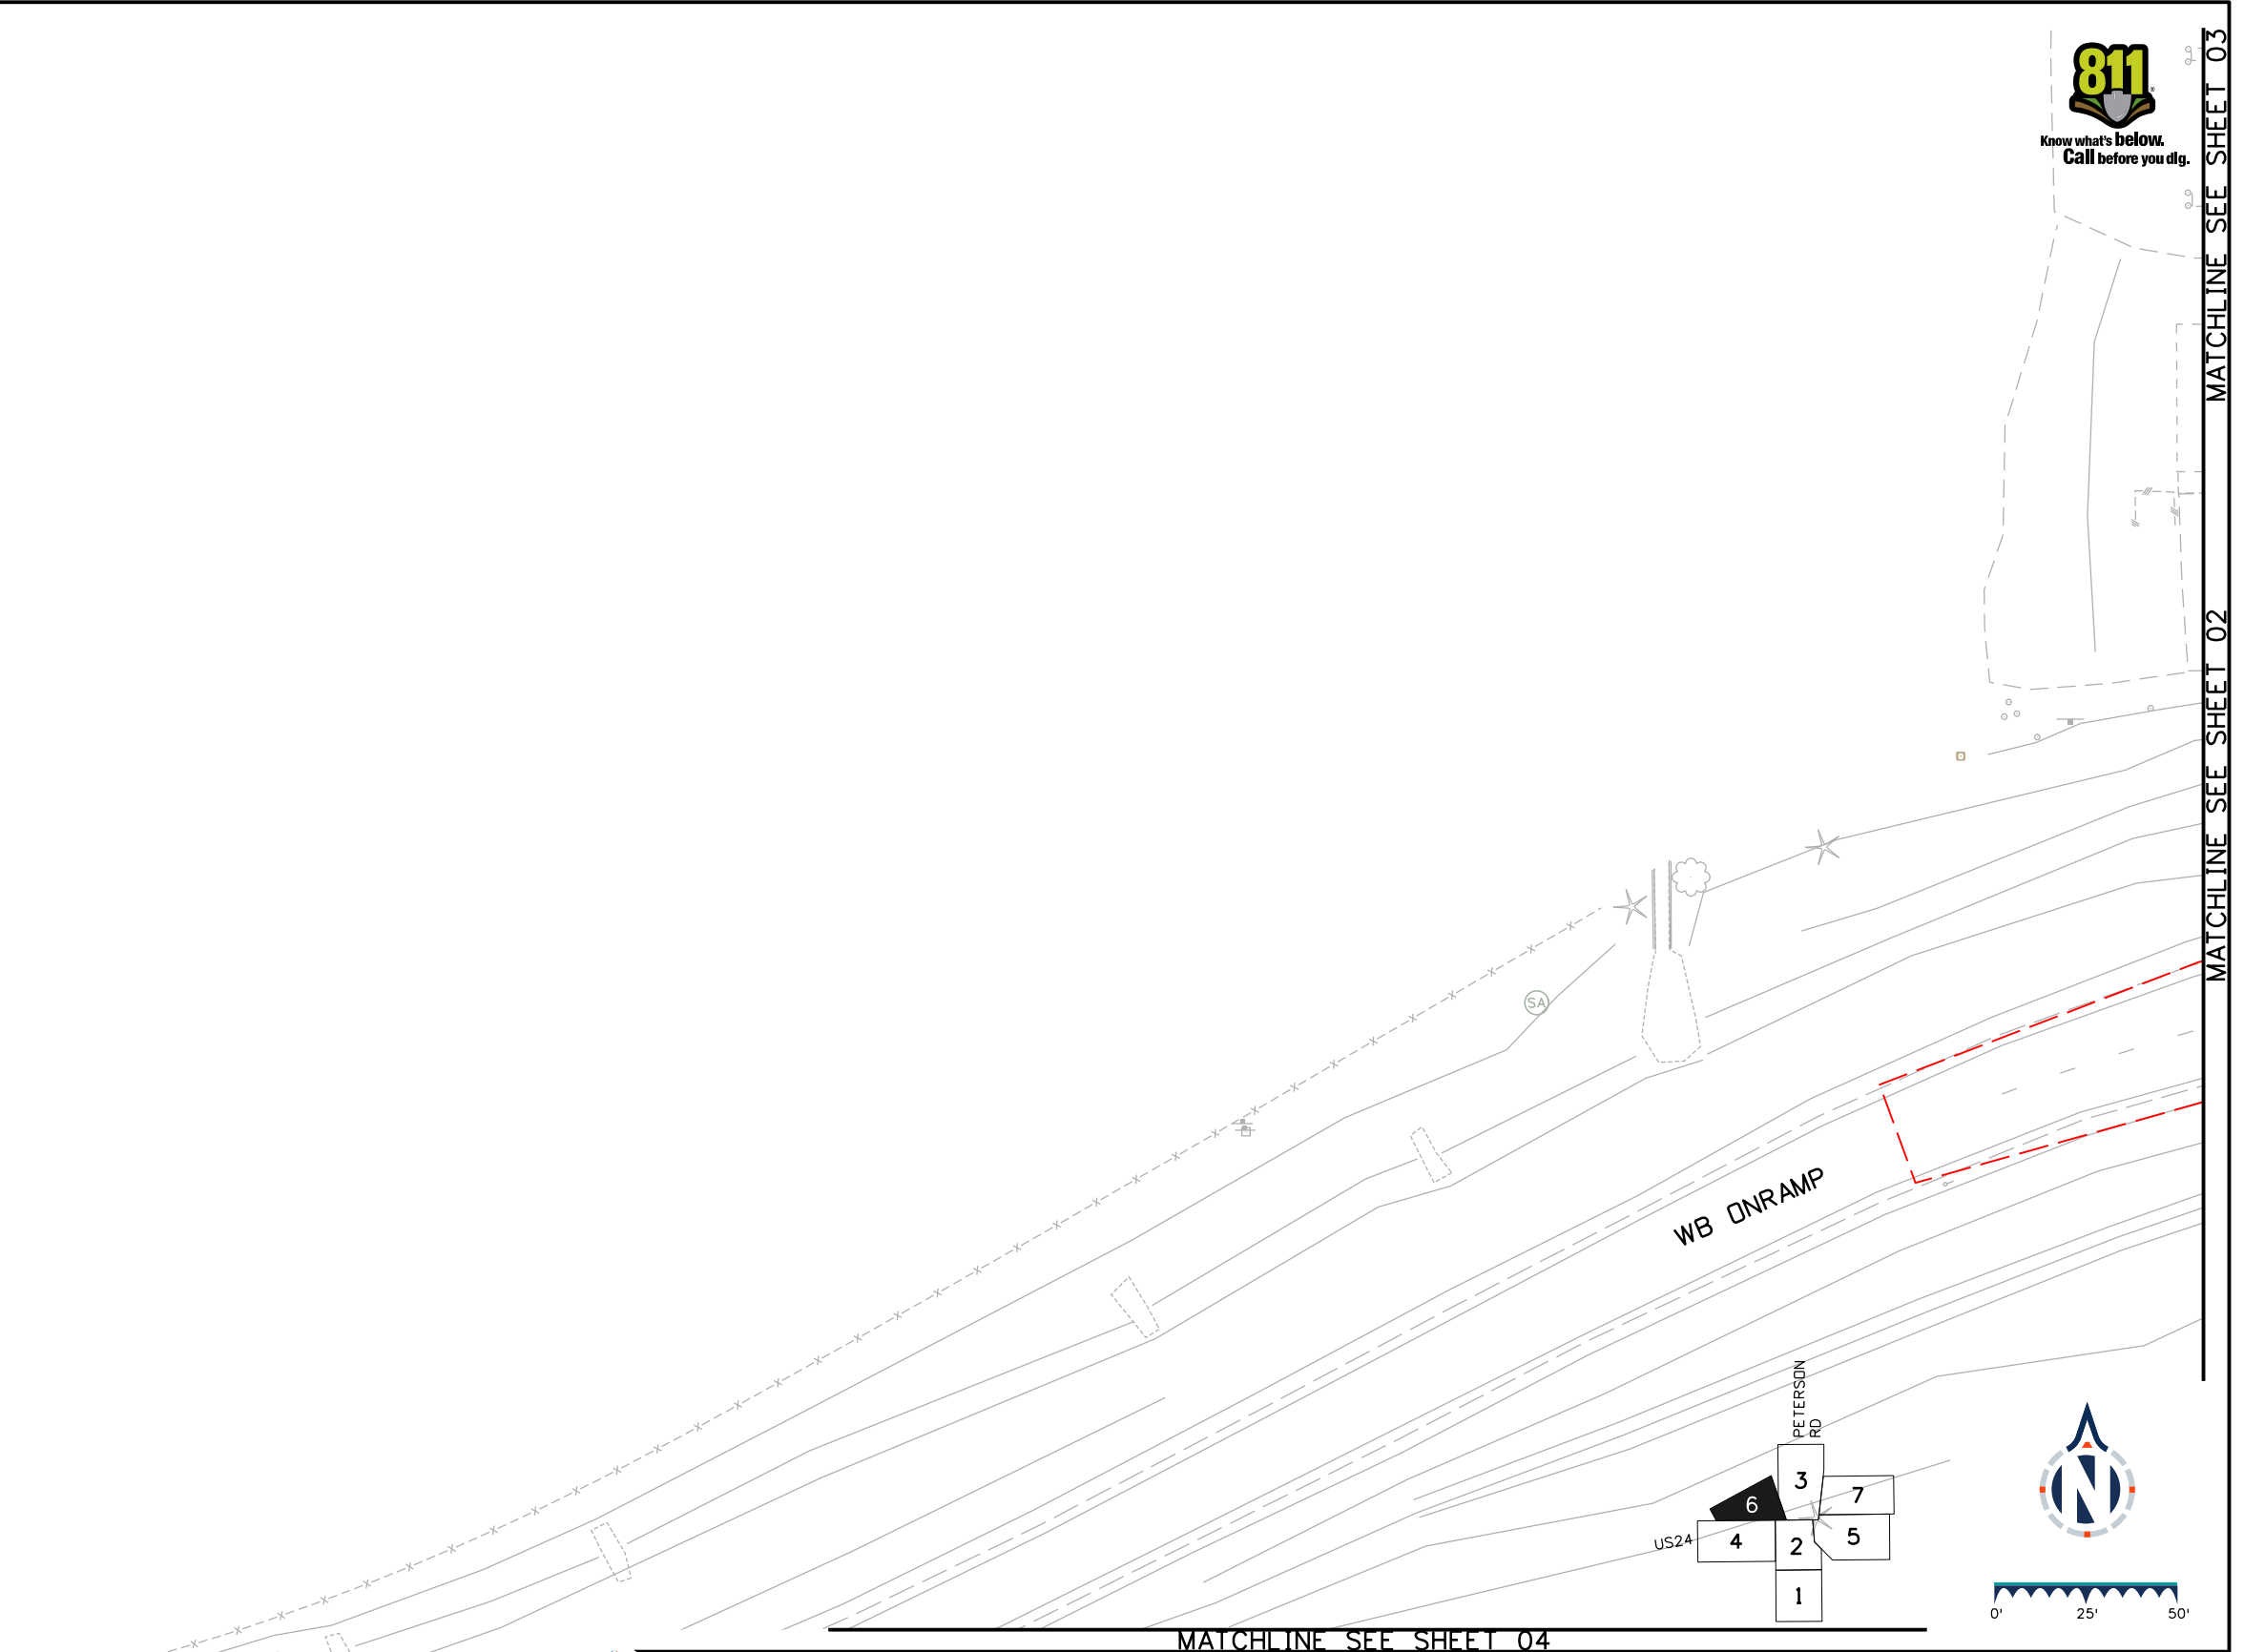 811
Know what's below.
Call before you dig.
MATCHLINE SEE SHEET 03
MATCHLINE SEE SHEET 02
SA
WB ONRAMP
PETERSON
RD
3
6
7
US24
4
2
5
1
N
0' 25' 50'
MATCHLINE SEE SHEET 04